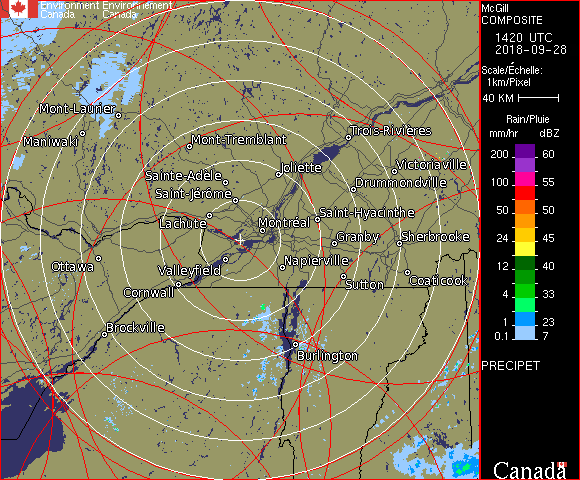 Environment Environnement
Canada Canada
McGill
COMPOSITE
1420 UTC
2018-09-28
Scale/Échelle:
1km/Pixel
40 KM
Rain/Pluie
mm/hr dBZ
200 60
100 55
50 50
24 45
12 40
4 33
1 23
0.1 7
PRECIPET
Canada
Mont-Laurier
Maniwaki
Mont-Tremblant
Trois-Rivières
Joliette
Victoriaville
Sainte-Adèle
Drummondville
Saint-Jérôme
Lachute
Saint-Hyacinthe
Montréal
Granby
Sherbrooke
Ottawa
Valleyfield
Napierville
Cornwall
Sutton
Coaticook
Brockville
Burlington